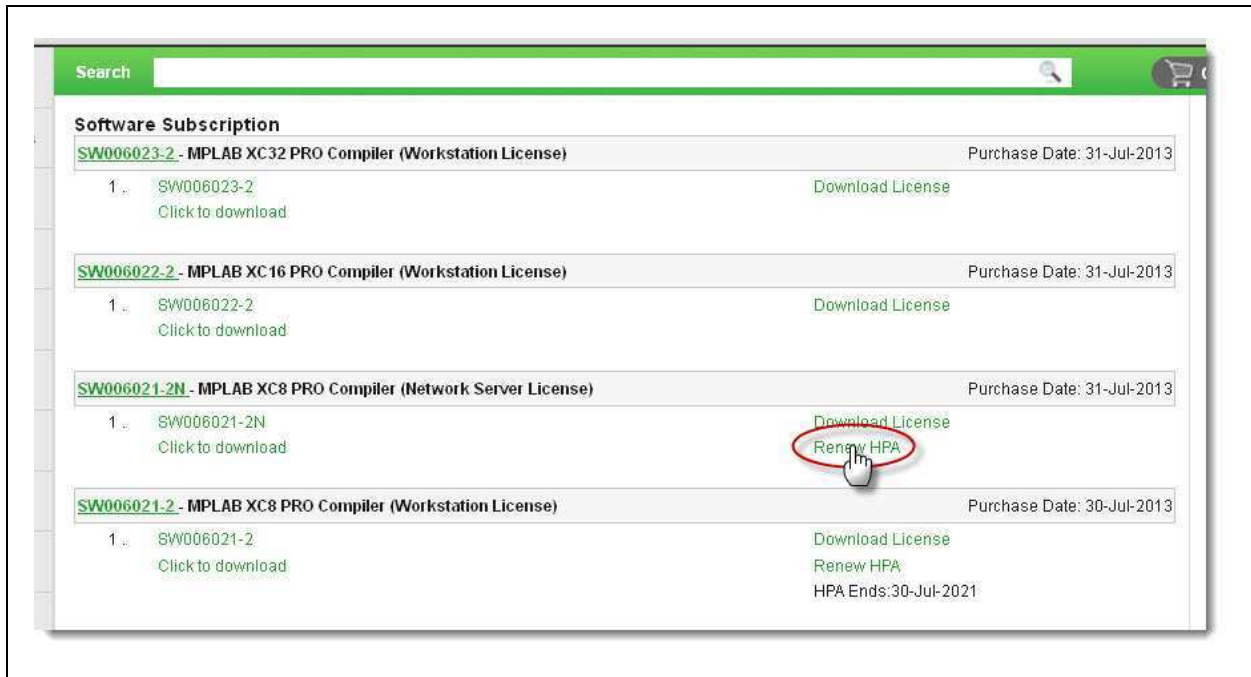 Search
Software Subscription
SW006023-2 - MPLAB XC32 PRO Compiler (Workstation License) Purchase Date: 31-Jul-2013
1. SW006023-2 Download License
Click to download
SW006022-2 - MPLAB XC16 PRO Compiler (Workstation License) Purchase Date: 31-Jul-2013
1. SW006022-2 Download License
Click to download
SW006021-2N - MPLAB XC8 PRO Compiler (Network Server License) Purchase Date: 31-Jul-2013
1. SW006021-2N Download License
Click to download Renew HPA
SW006021-2 - MPLAB XC8 PRO Compiler (Workstation License) Purchase Date: 30-Jul-2013
1. SW006021-2 Download License
Click to download Renew HPA
HPA Ends:30-Jul-2021